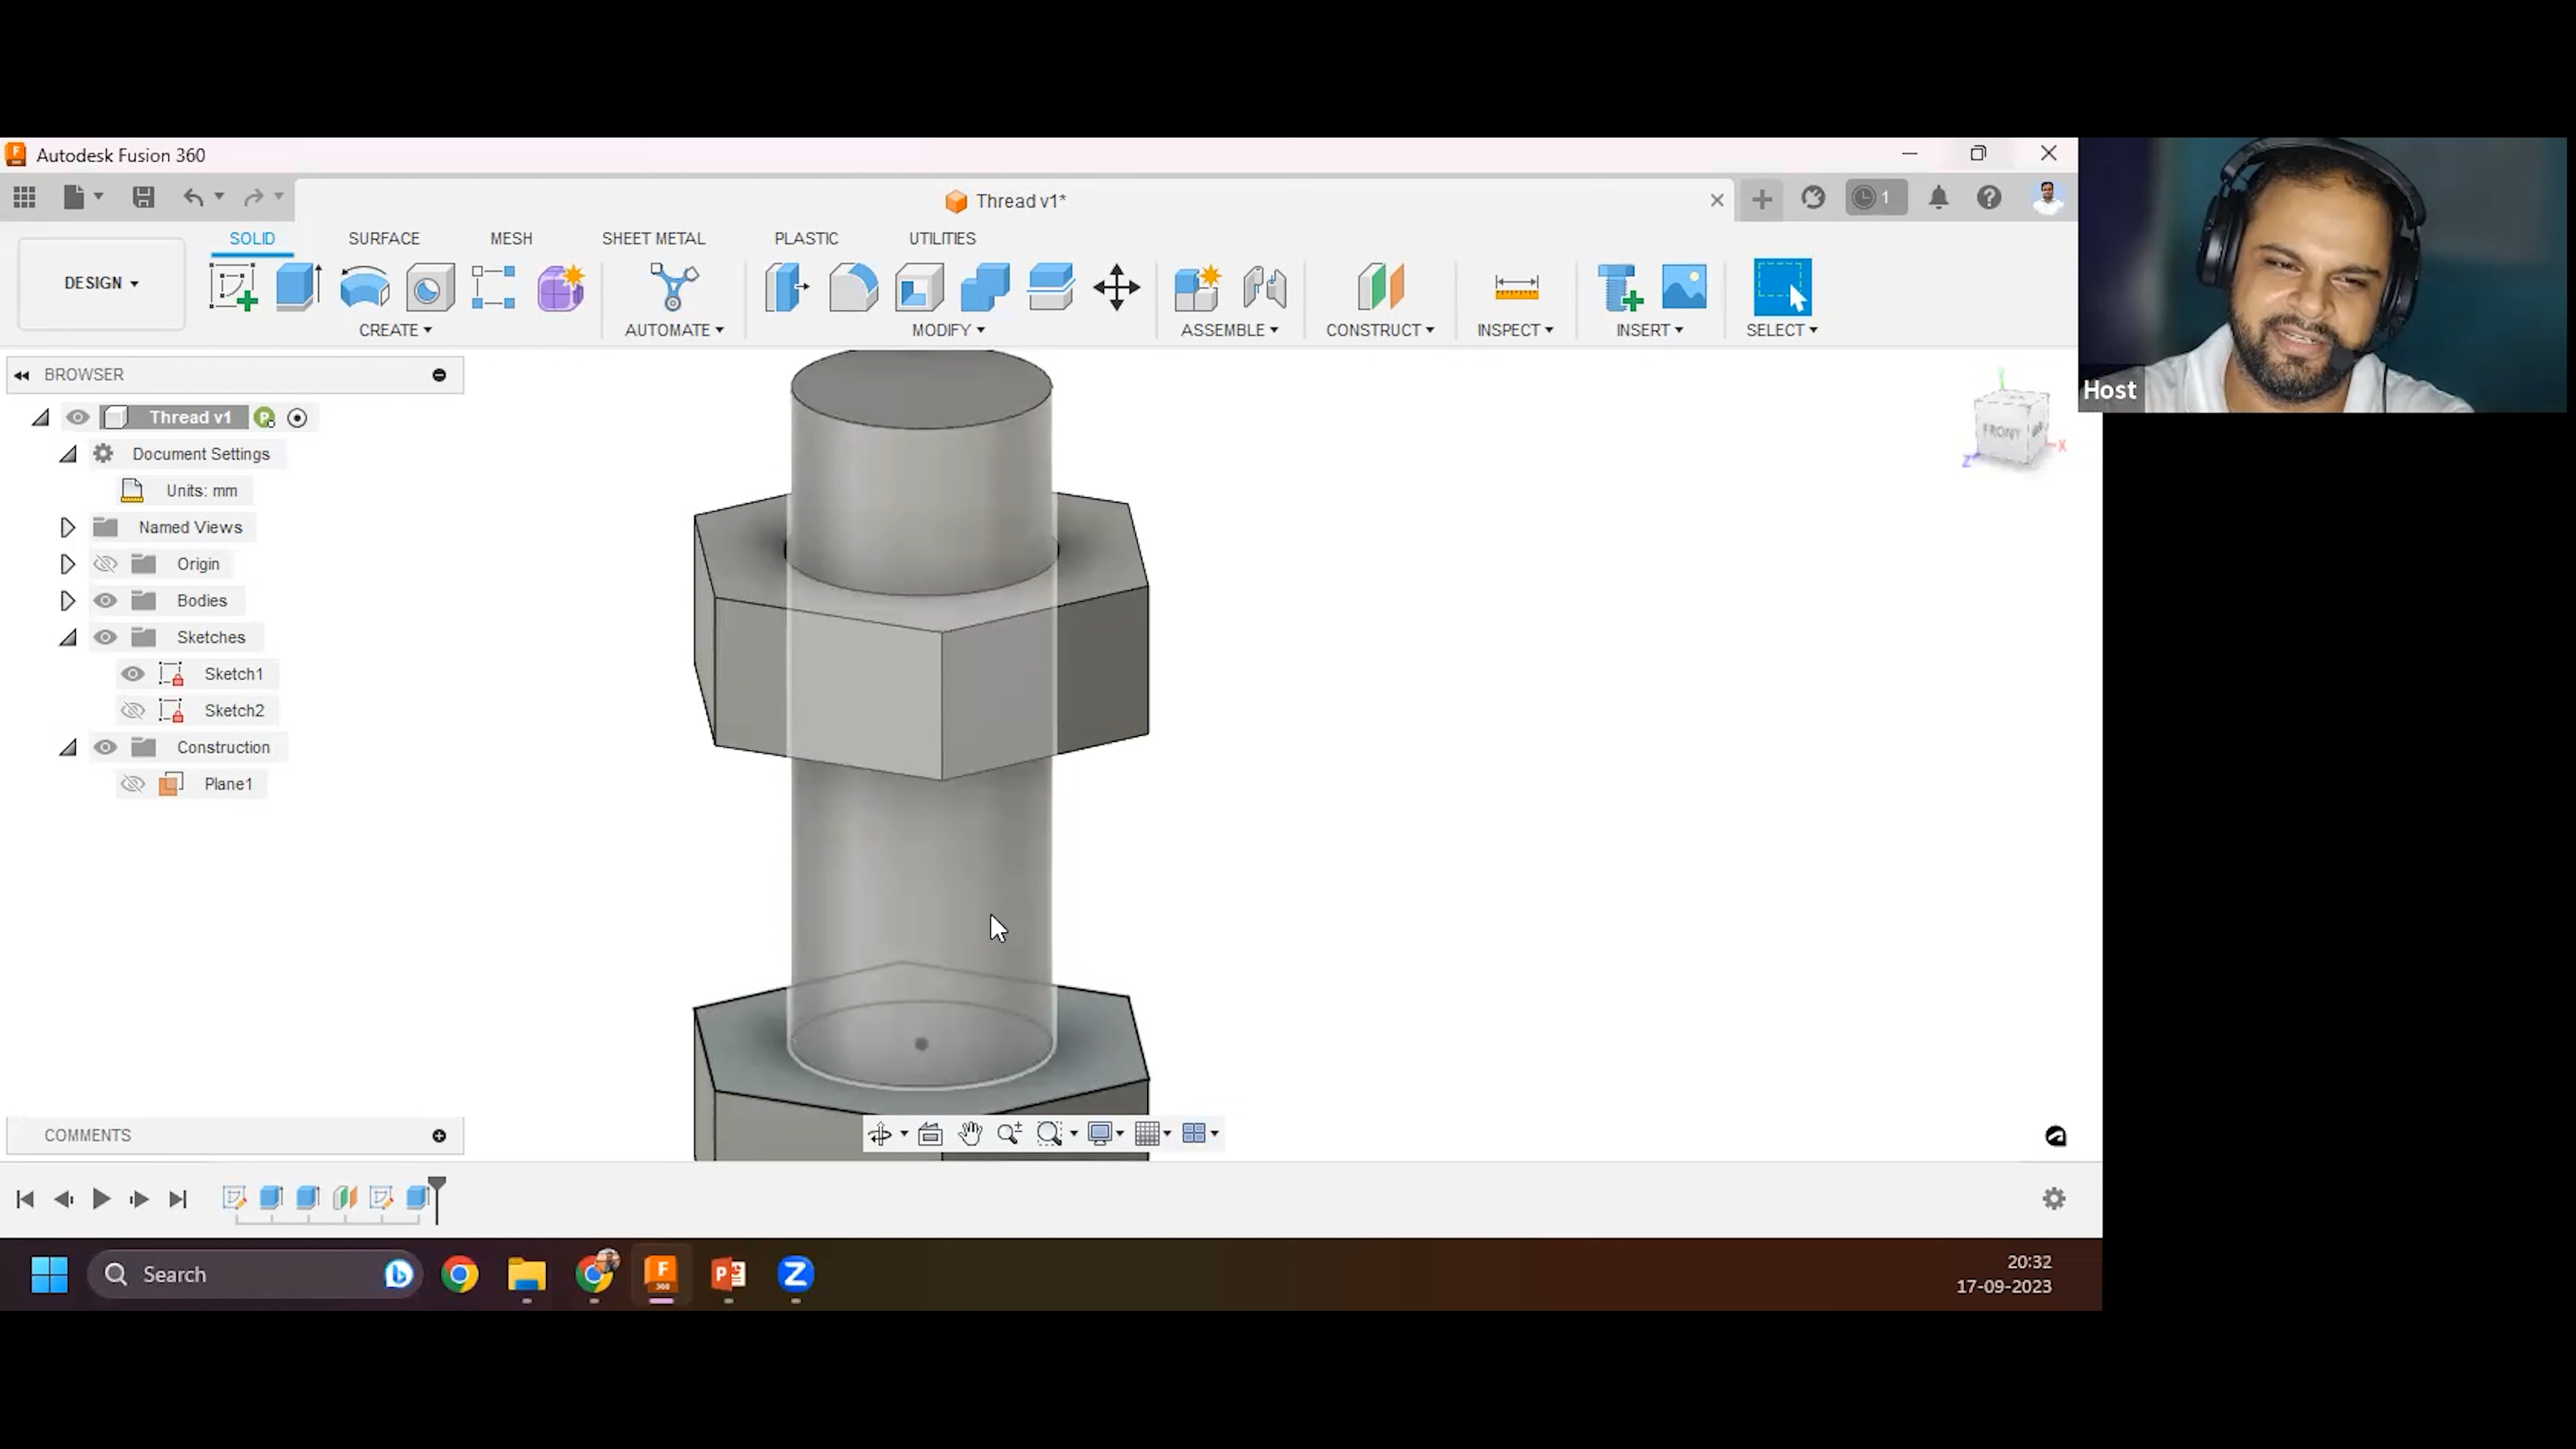 Autodesk Fusion 360
Thread v1*
1
SOLID SURFACE MESH SHEET METAL PLASTIC UTILITIES
DESIGN
CREATE AUTOMATE MODIFY ASSEMBLE CONSTRUCT INSPECT INSERT SELECT
Host
BROWSER
Thread v1
Document Settings
Units: mm
Named Views
Origin
Bodies
Sketches
Sketch1
Sketch2
Construction
Plane1
FRONT
X
Z
COMMENTS
Search
20:32
17-09-2023